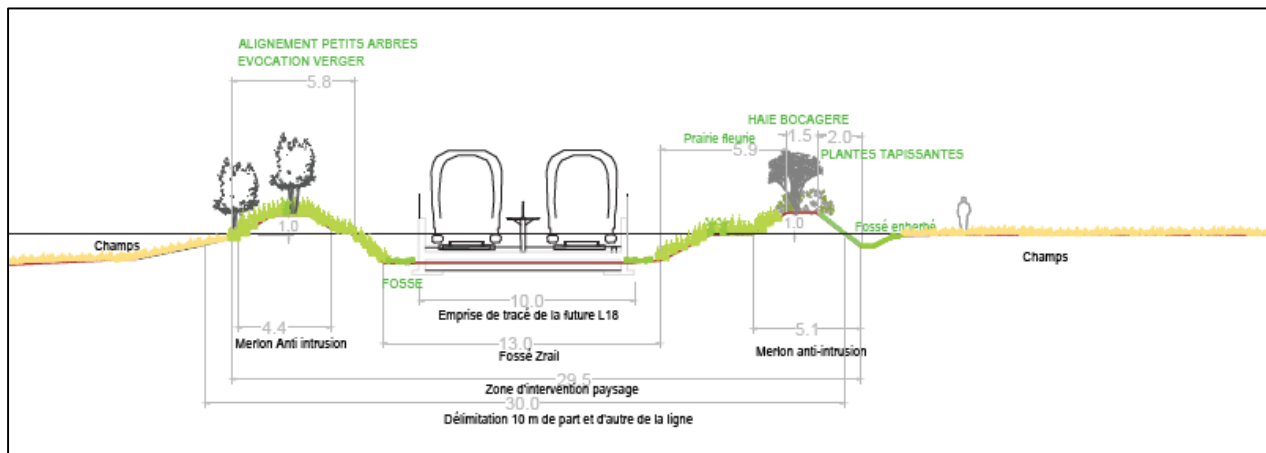 ALIGNEMENT PETITS ARBRES
EVOCATION VERGER
5.8
HAIE BOCAGERE
Prairie fleurie
1.5
2.0
5.9
PLANTES TAPISSANTES
1.0
1.0
Fossé enherbé
Champs
Champs
FOSSE
10.0
Emprise de tracé de la future L18
4.4
5.1
Merlon Anti intrusion
13.0
Merlon anti-intrusion
Fossé Zrail
29.5
Zone d'intervention paysage
30.0
Délimitation 10 m de part et d'autre de la ligne